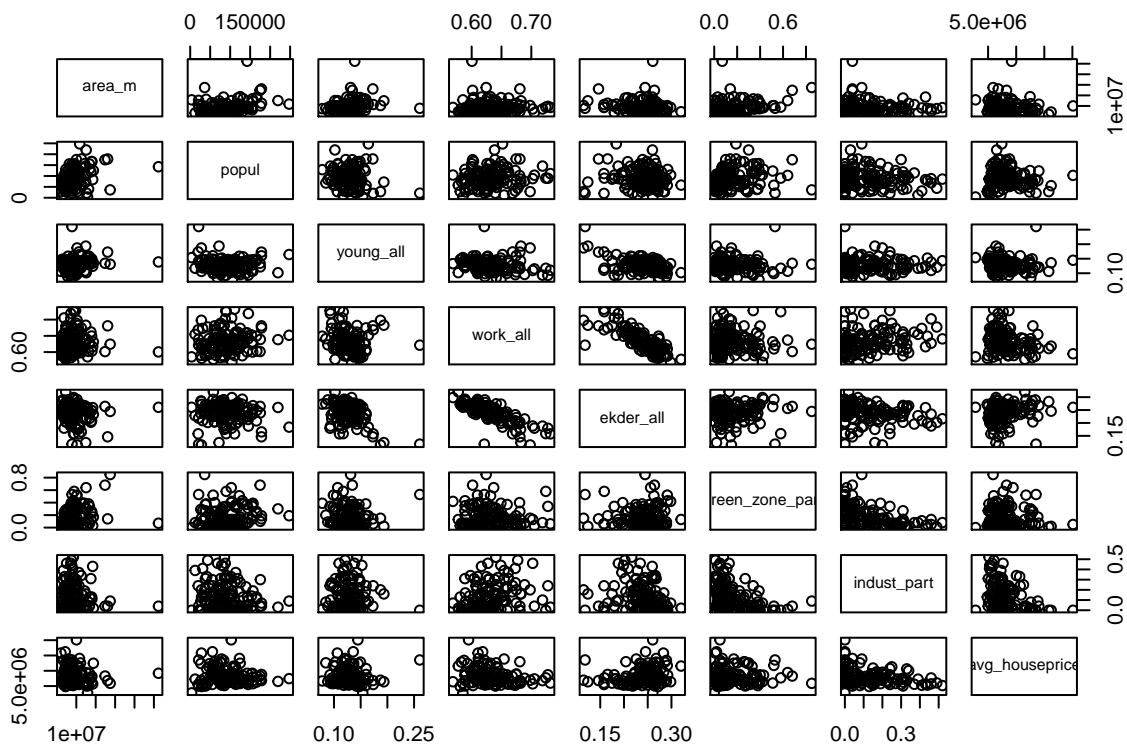 0 150000 0.60 0.70 0.0 0.6 5.0e+06
area_m 1e+07
0 popul
young_all 0.10
0.60 work_all
ekder_all 0.15
0.0 0.8 reen_zone_par
indust_part 0.0 0.5
5.0e+06 avg_houseprice
1e+07 0.10 0.25 0.15 0.30 0.0 0.3